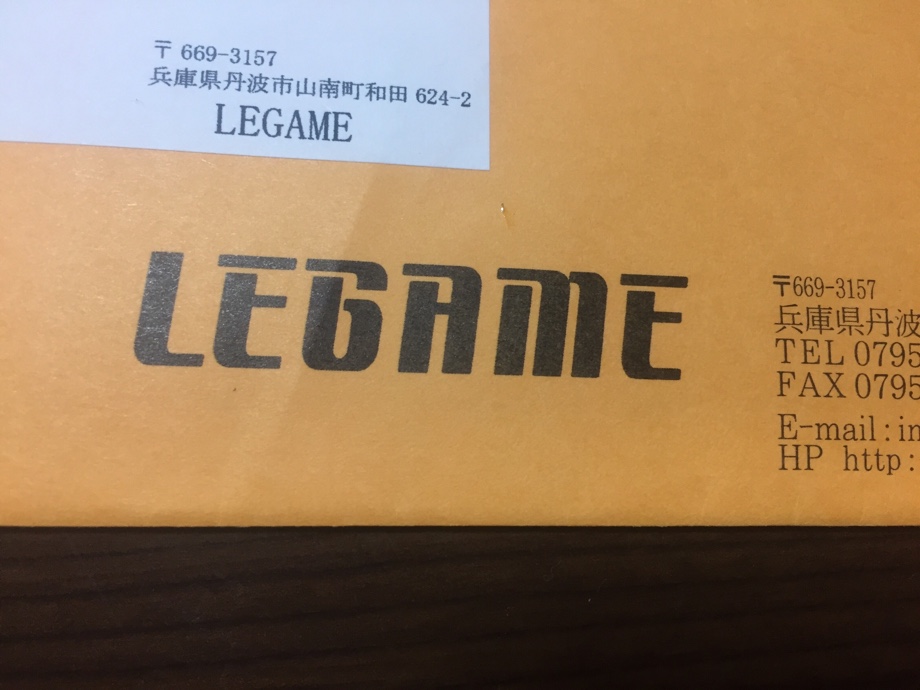 〒669-3157
兵庫県丹波市山南町和田 624-2
LEGAME
LEGAME
〒669-3157
兵庫県丹波
TEL 0795
FAX 0795
E-mail : in
HP http :